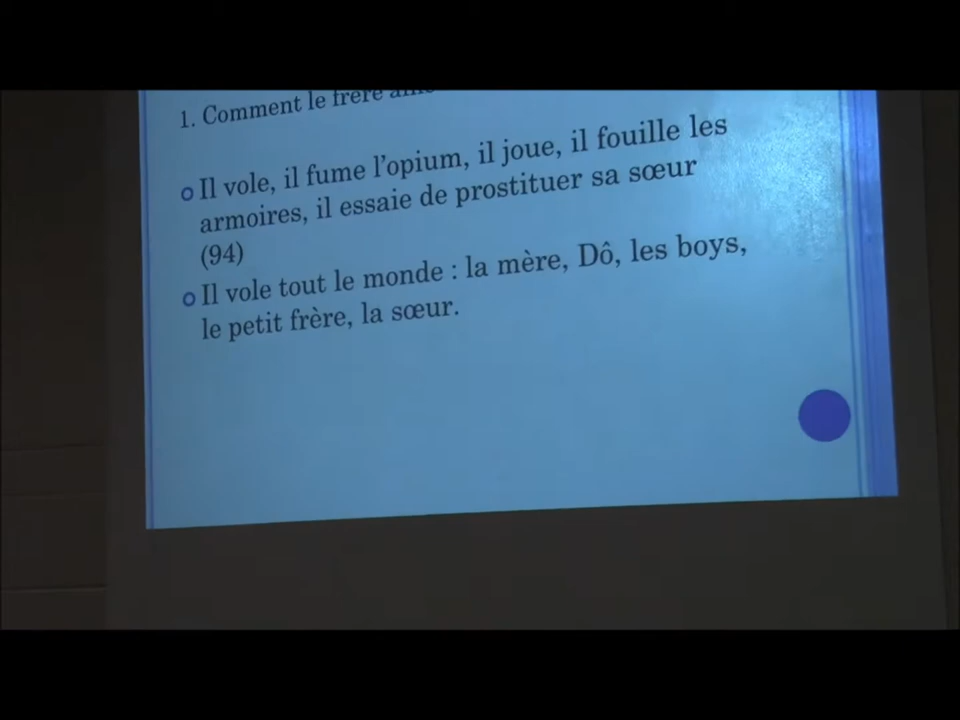 1. Comment le frère
Il vole, il fume l'opium, il joue, il fouille les
armoires, il essaie de prostituer sa sœur
(94)
Il vole tout le monde : la mère, Dô, les boys,
le petit frère, la sœur.